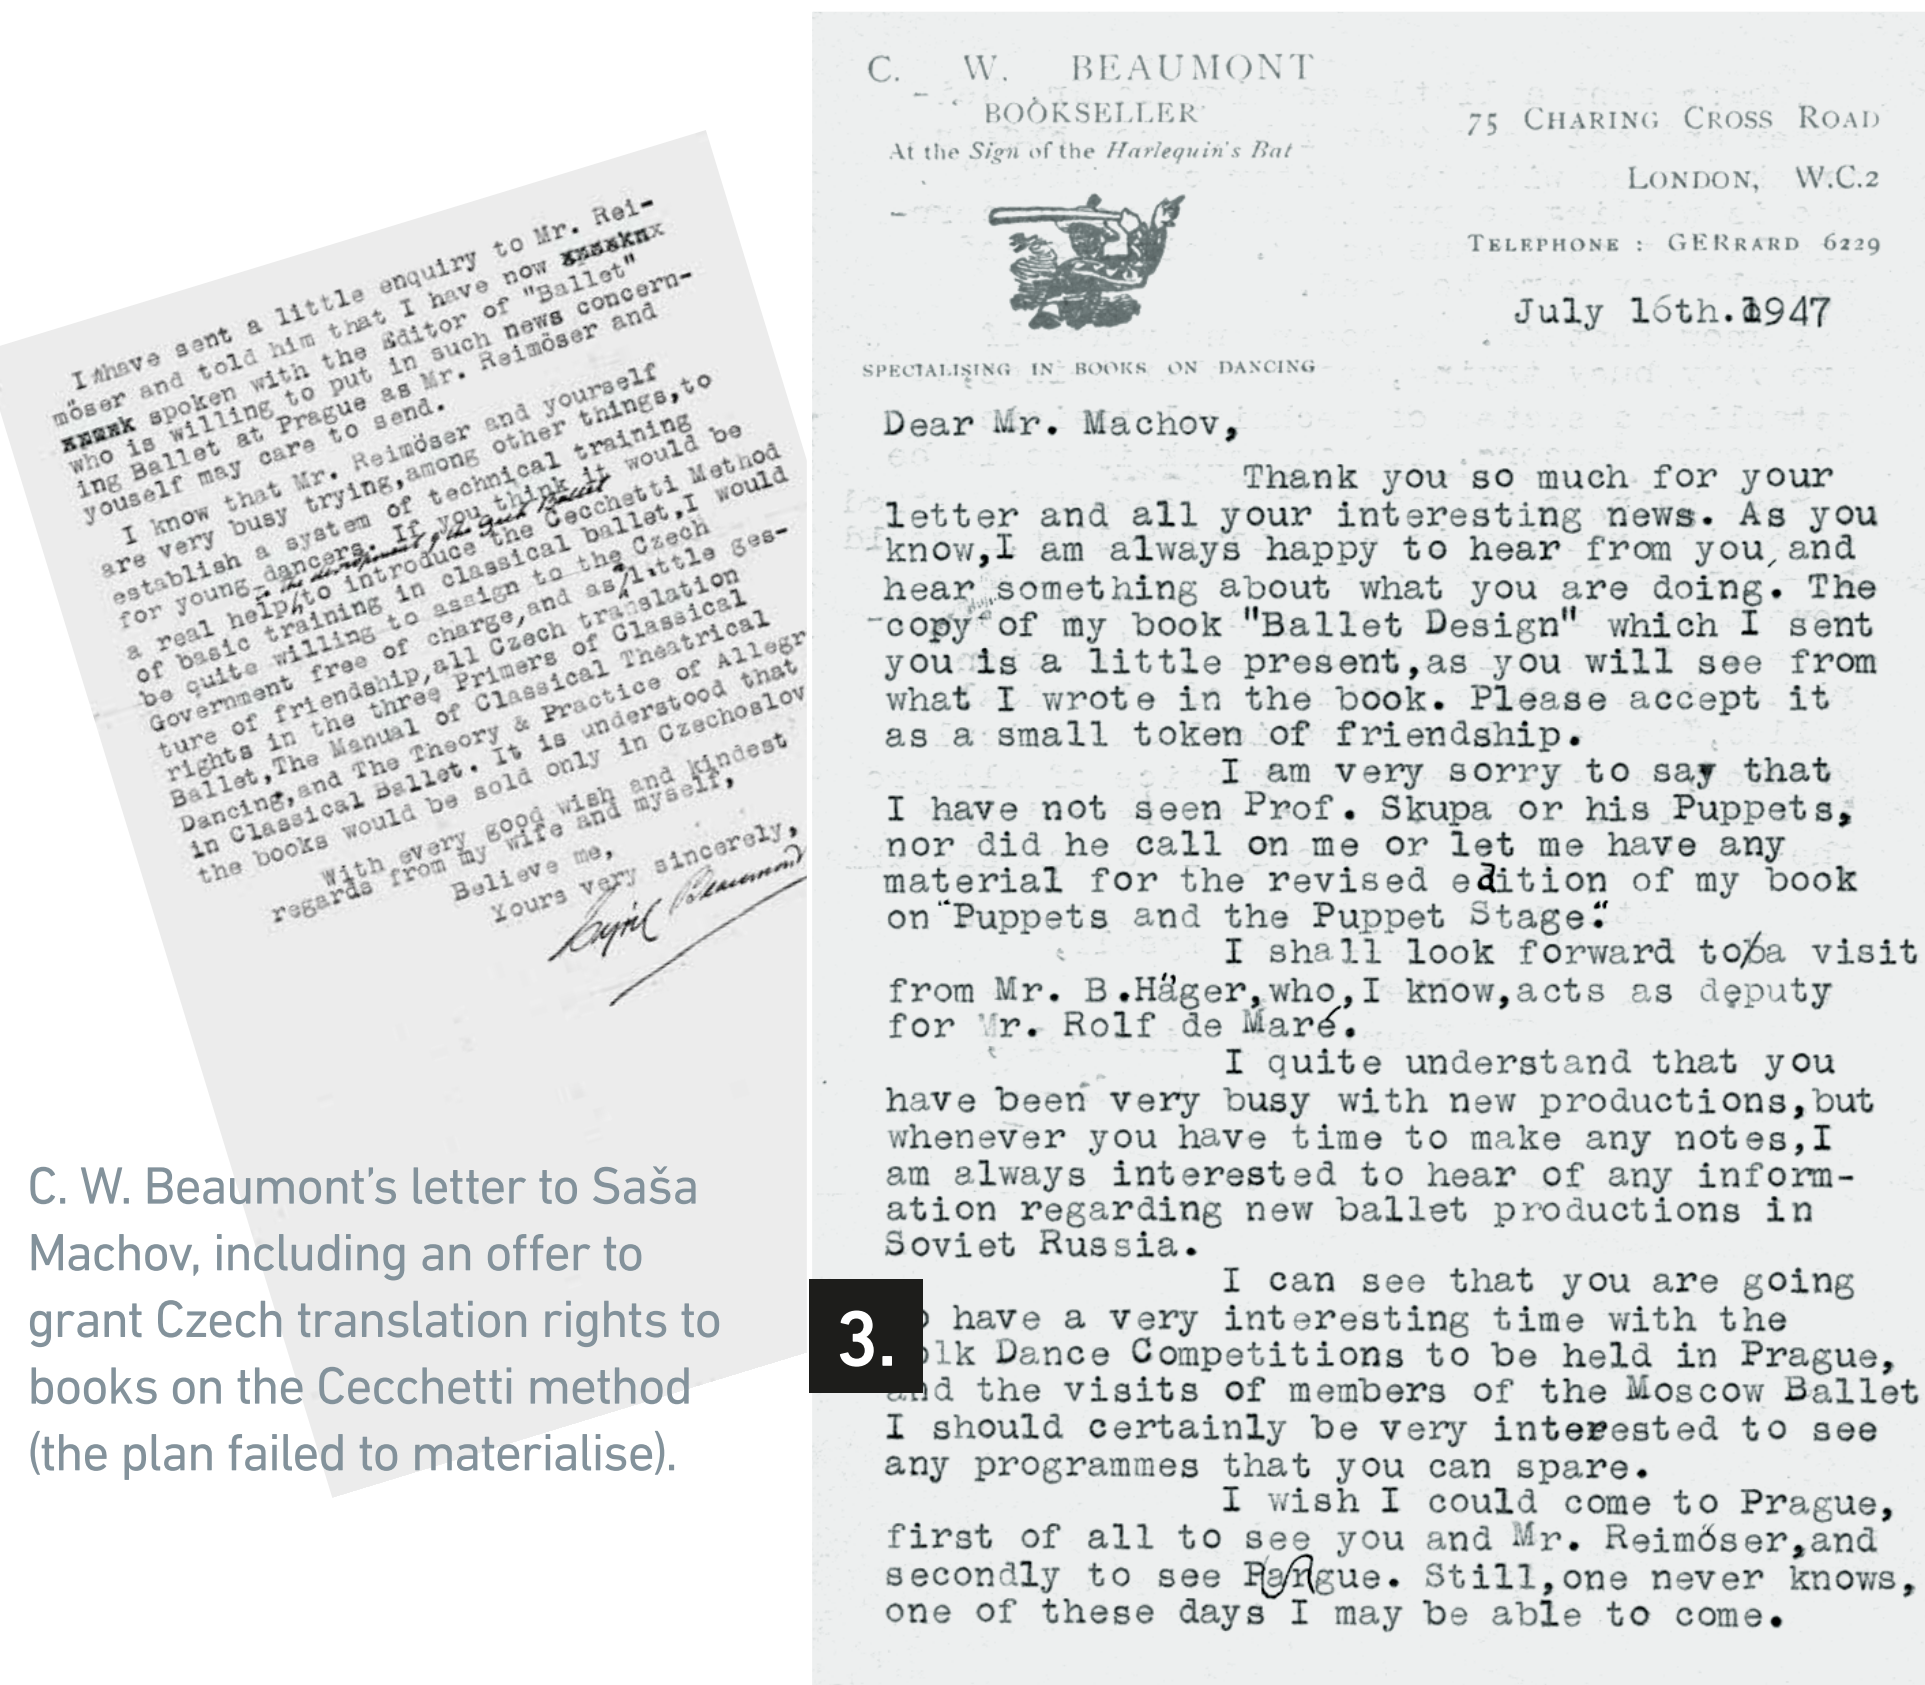 C. W. BEAUMONT
BOOKSELLER
At the Sign of the Harlequin's Bat
75 CHARING CROSS ROAD
LONDON, W.C.2
TELEPHONE : GERRARD 6229
July 16th.1947
SPECIALISING IN BOOKS ON DANCING
Dear Mr. Machov,
Thank you so much for your
letter and all your interesting news. As you
know,I am always happy to hear from you,and
hear something about what you are doing. The
copy of my book "Ballet Design" which I sent
you is a little present,as you will see from
what I wrote in the book. Please accept it
as a small token of friendship.
I am very sorry to say that
I have not seen Prof. Skupa or his Puppets,
nor did he call on me or let me have any
material for the revised edition of my book
on "Puppets and the Puppet Stage."
I shall look forward to a visit
from Mr. B.Häger,who,I know,acts as deputy
for Mr. Rolf de Maré.
I quite understand that you
have been very busy with new productions,but
whenever you have time to make any notes,I
am always interested to hear of any inform-
ation regarding new ballet productions in
Soviet Russia.
I can see that you are going
have a very interesting time with the
lk Dance Competitions to be held in Prague,
and the visits of members of the Moscow Ballet
I should certainly be very interested to see
any programmes that you can spare.
I wish I could come to Prague,
first of all to see you and Mr. Reimöser,and
secondly to see Pargue. Still,one never knows,
one of these days I may be able to come.
3.
I have sent a little enquiry to Mr. Rei-
möser and told him that I have now
spoken with the Editor of "Ballet"
who is willing to put in such news concern-
ing Ballet at Prague as Mr. Reimöser and
youself may care to send.
I know that Mr. Reimöser and yourself
are very busy trying,among other things,to
establish a system of technical training
for young dancers. If you think it would be
a real help to introduce the Cecchetti Method
of basic training in classical ballet,I would
be quite willing to assign to the Czech
Government free of charge,and as little ges-
ture of friendship,all Czech translation
rights in the three Primers of Classical
Ballet,The Manual of Classical Theatrical
Dancing,and The Theory & Practice of Allegr
in Classical Ballet. It is understood that
the books would be sold only in Czechoslov
With every good wish and kindest
regards from my wife and myself,
Believe me,
Yours very sincerely,
Cyril Beaumont
C. W. Beaumont's letter to Saša
Machov, including an offer to
grant Czech translation rights to
books on the Cecchetti method
(the plan failed to materialise).